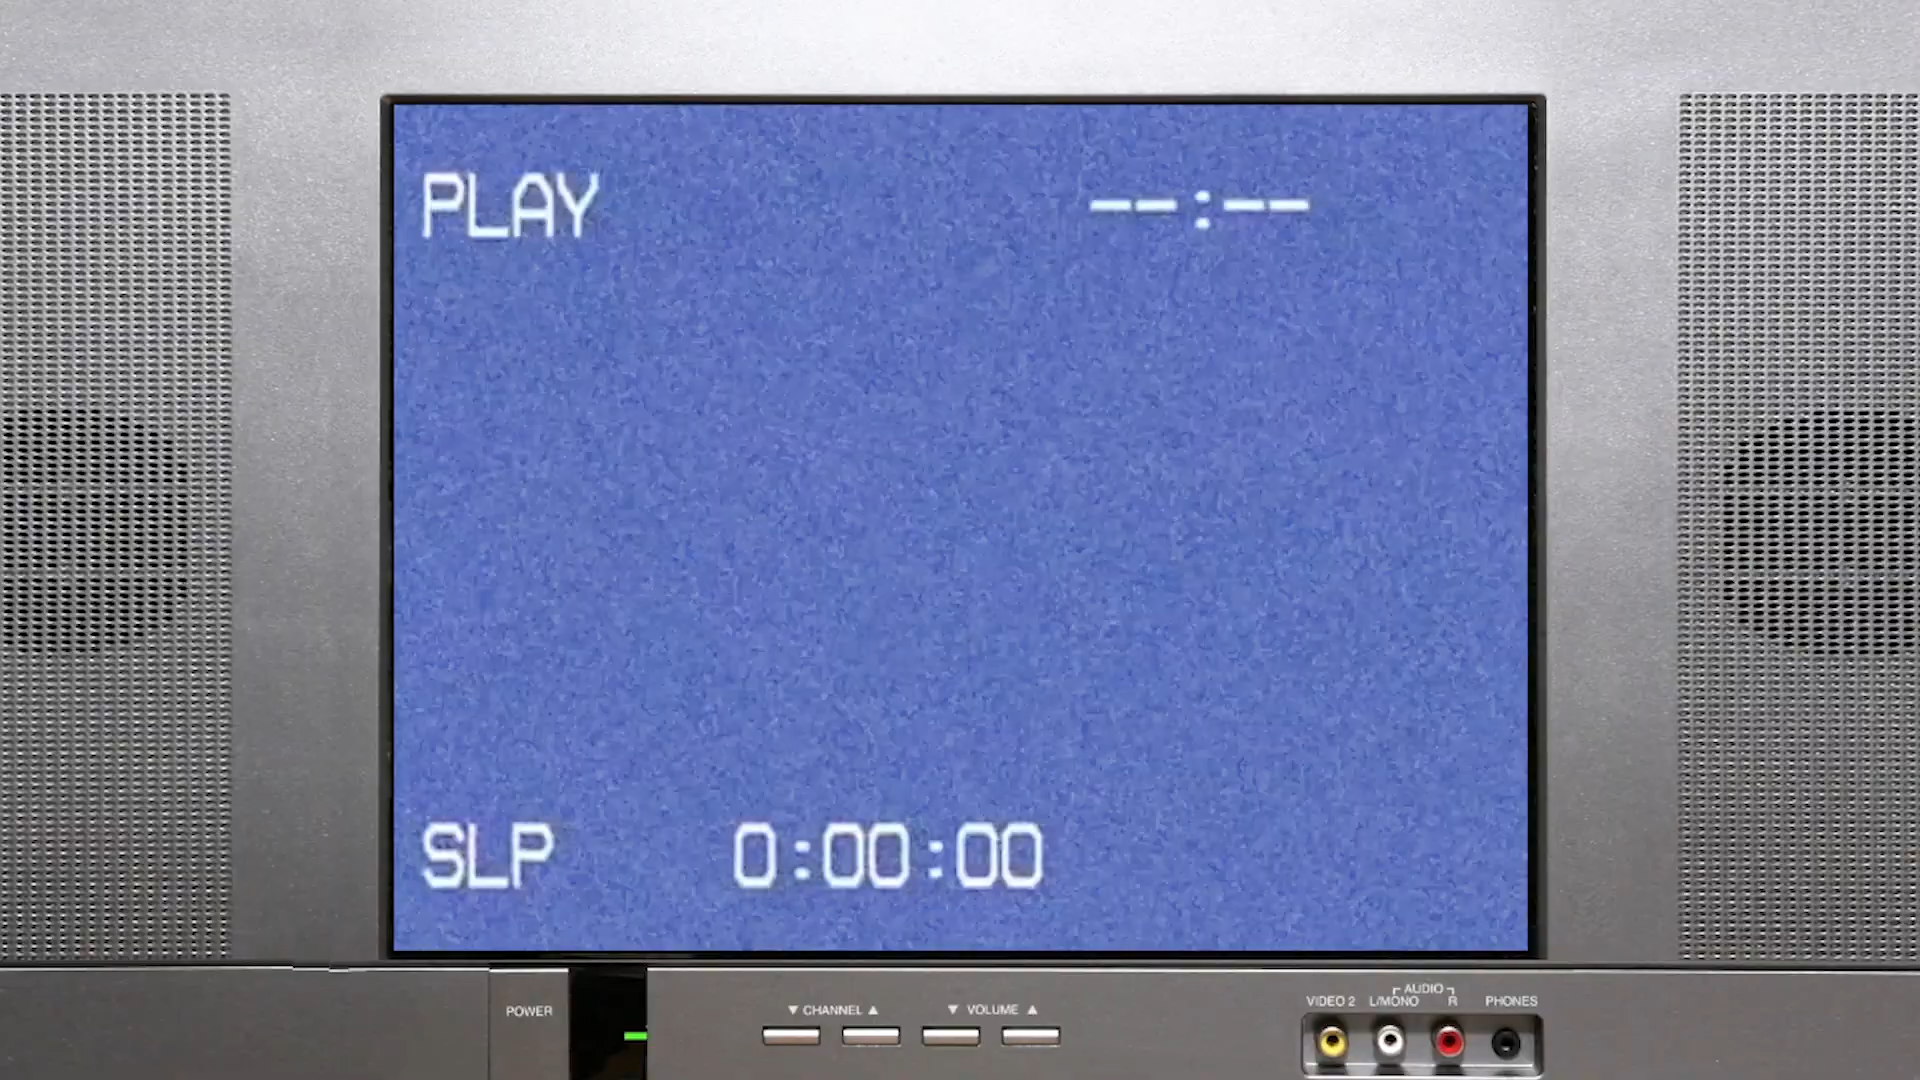 PLAY --:--
SLP 0:00:00
POWER
▼ CHANNEL ▲
▼ VOLUME ▲
AUDIO
VIDEO 2 L/MONO R PHONES